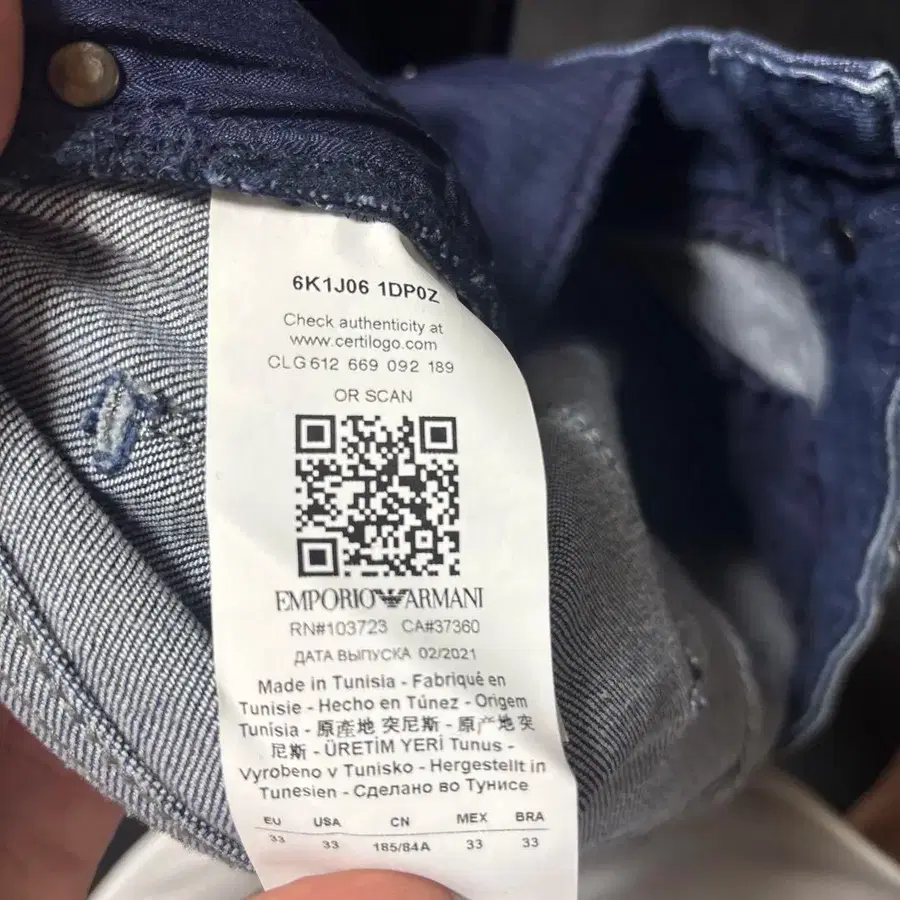 6K1J06 1DP0Z
Check authenticity at
www.certilogo.com
CLG 612 669 092 189
OR SCAN
EMPORIO ARMANI
RN#103723 CA#37360
ДАТА ВЫПУСКА 02/2021
Made in Tunisia - Fabriqué en
Tunisie - Hecho en Túnez - Origem
Tunísia - 原產地 突尼斯 - 原产地 突
尼斯 - ÜRETİM YERİ Tunus -
Vyrobeno v Tunisko - Hergestellt in
Tunesien - Сделано во Тунисе
EU USA CN MEX BRA
33 33 185/84A 33 33